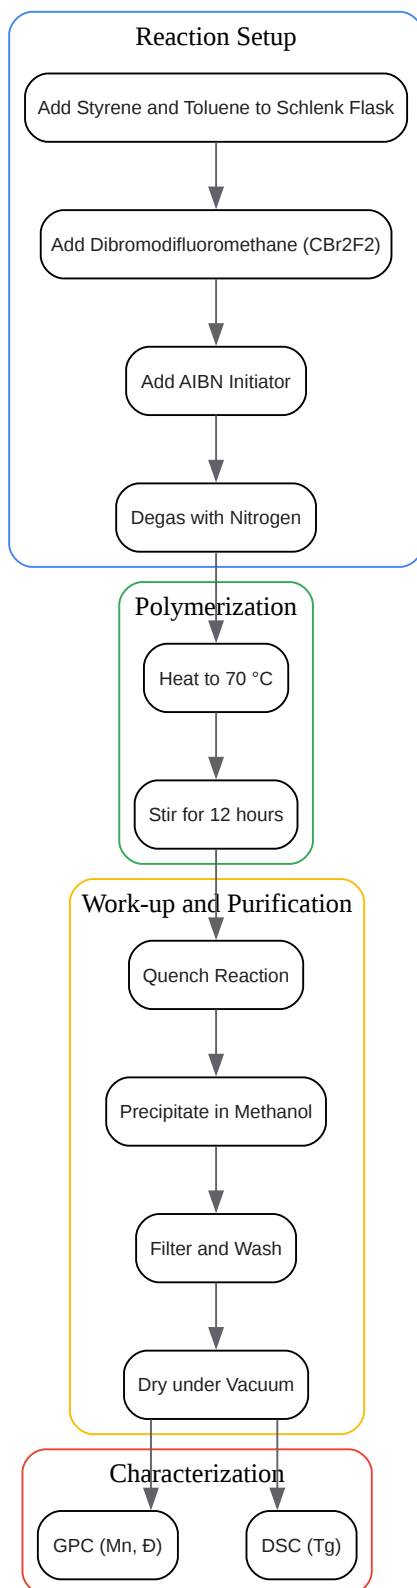 Reaction Setup
Add Styrene and Toluene to Schlenk Flask
Add Dibromodifluoromethane (CBr2F2)
Add AIBN Initiator
Degas with Nitrogen
Polymerization
Heat to 70 °C
Stir for 12 hours
Work-up and Purification
Quench Reaction
Precipitate in Methanol
Filter and Wash
Dry under Vacuum
Characterization
GPC (Mn, Đ)
DSC (Tg)